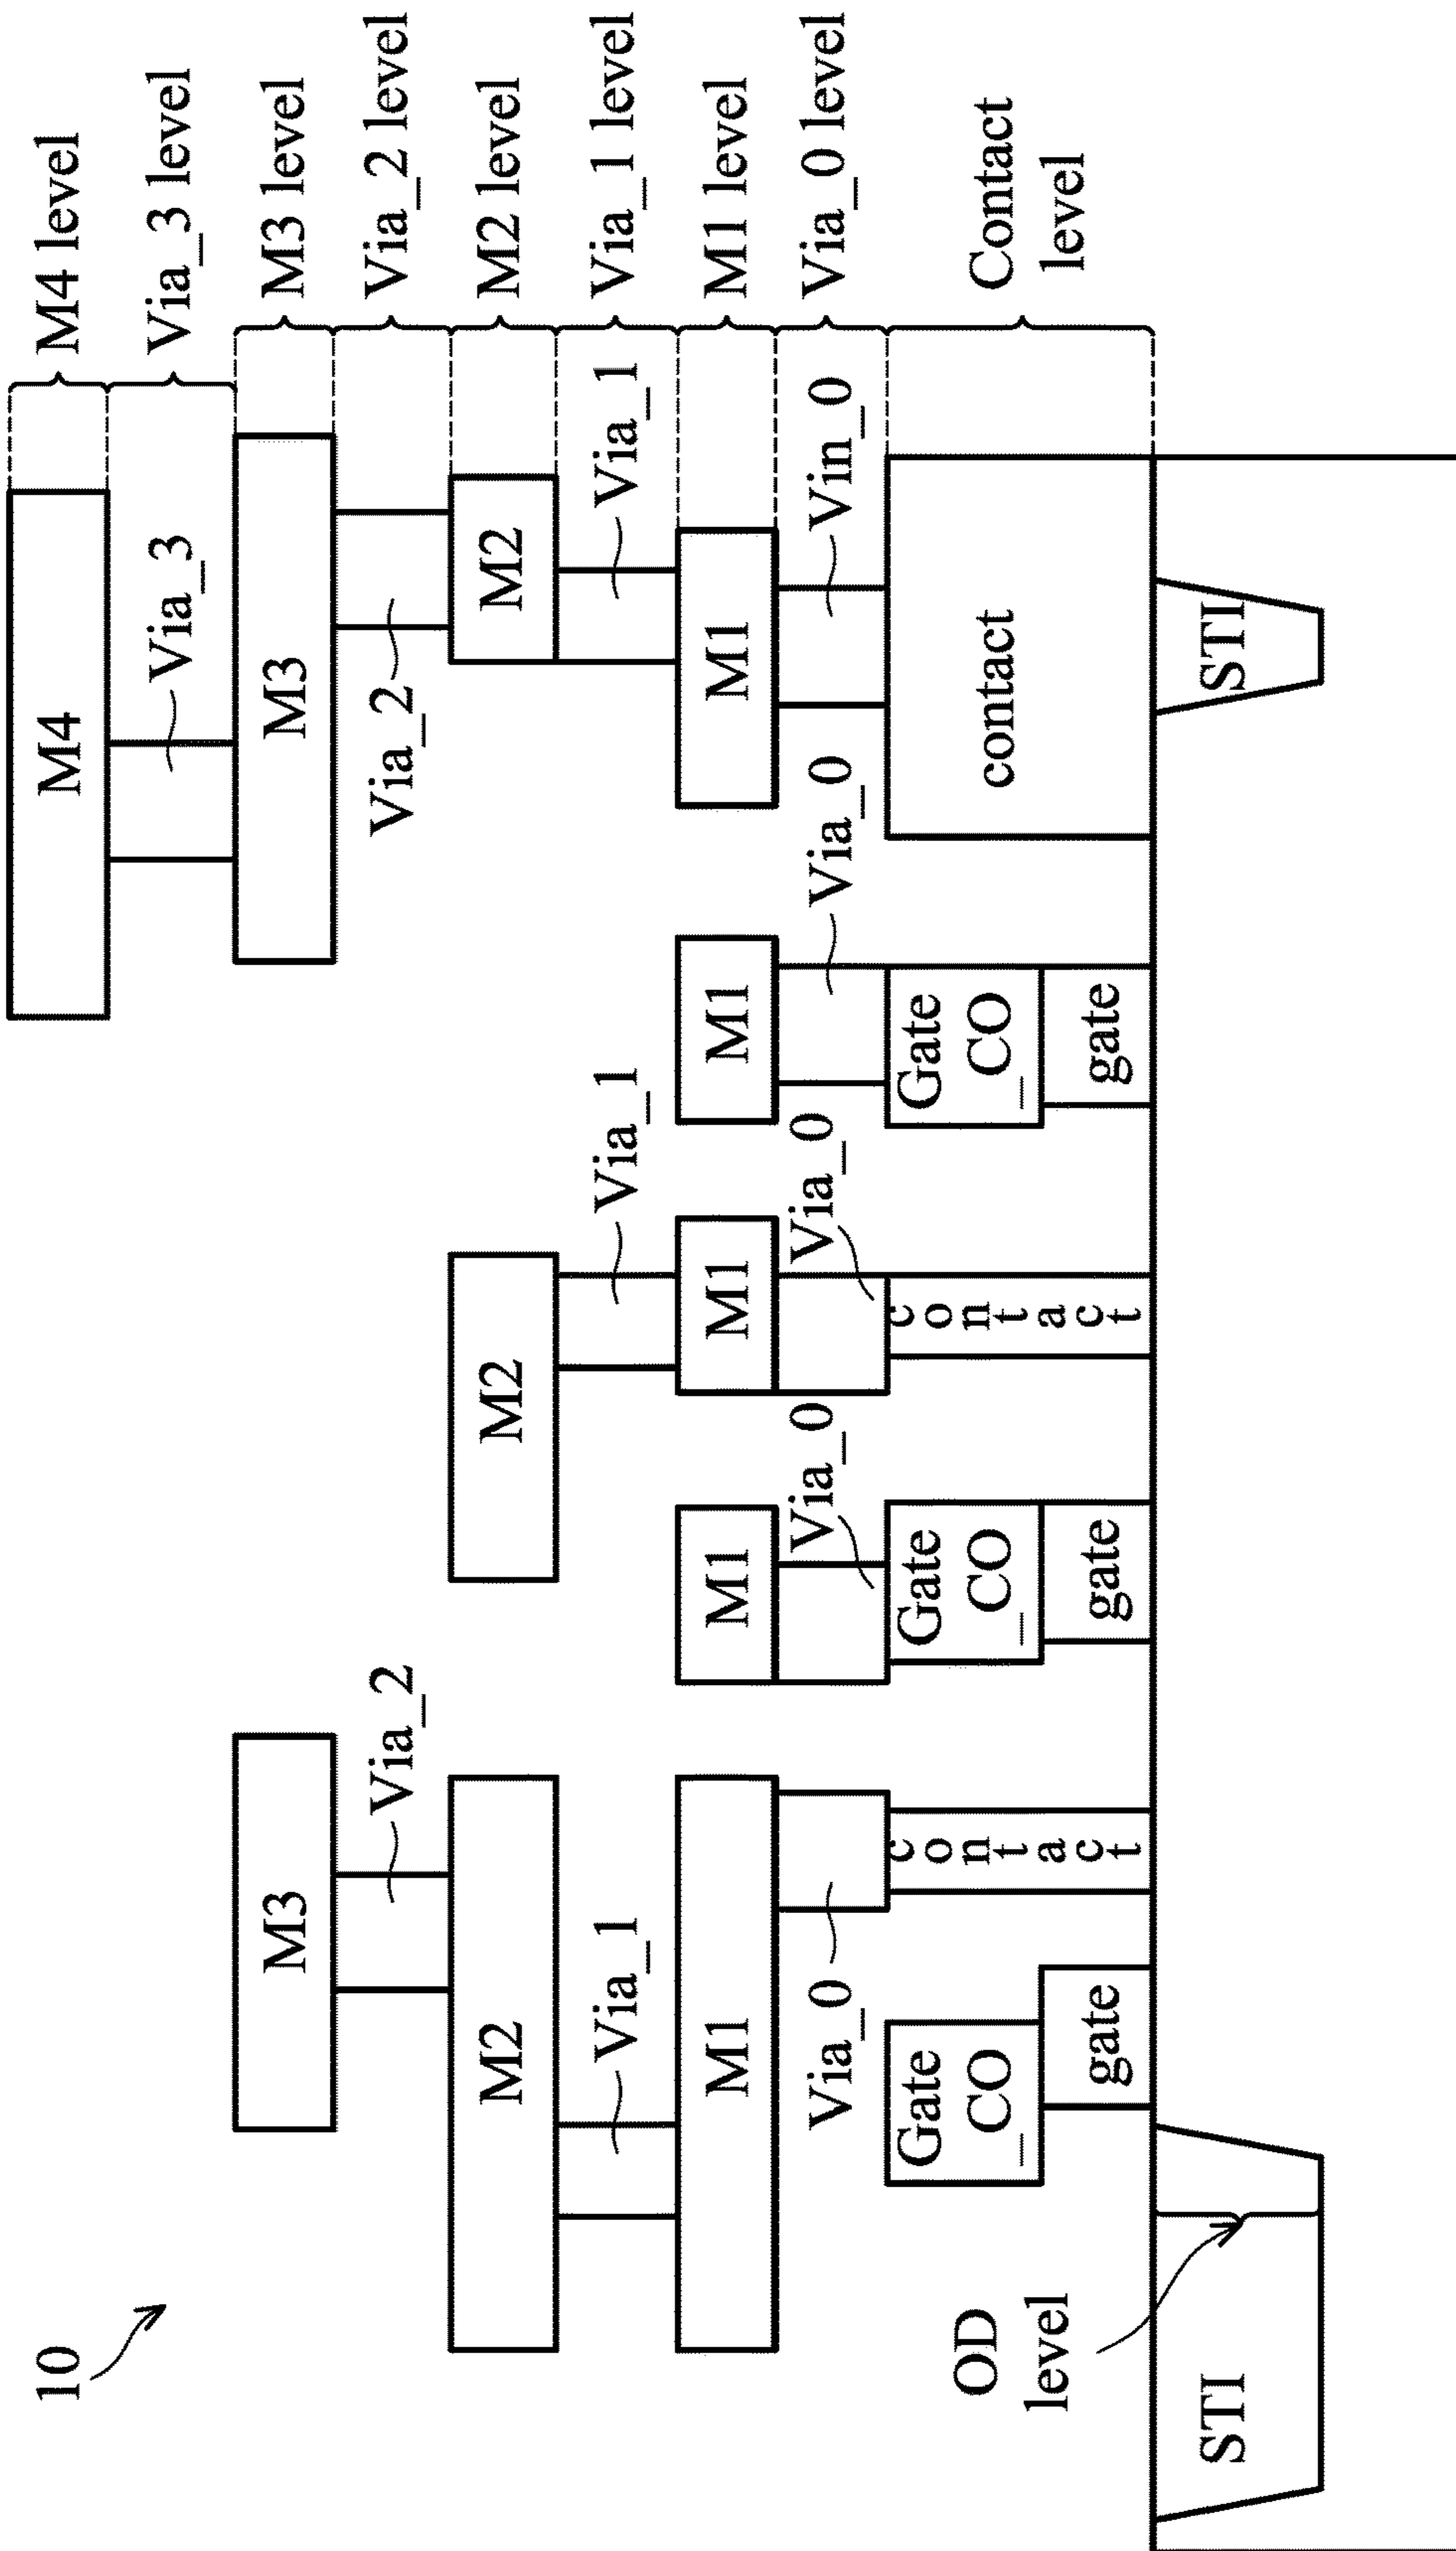 10
M4
M4 level
Via_3
Via_3 level
M3
M3
M3 level
Via_2
Via_2
Via_2 level
M2
M2
M2
M2 level
Via_1
Via_1
Via_1
Via_1 level
M1
M1
M1
M1
M1
M1 level
Via_0
Via_0
Via_0
Via_0
Vin_0
Via_0 level
Gate
_CO
contact
Gate
_CO
contact
Gate
_CO
contact
Contact
level
gate
gate
gate
OD
level
STI
STI